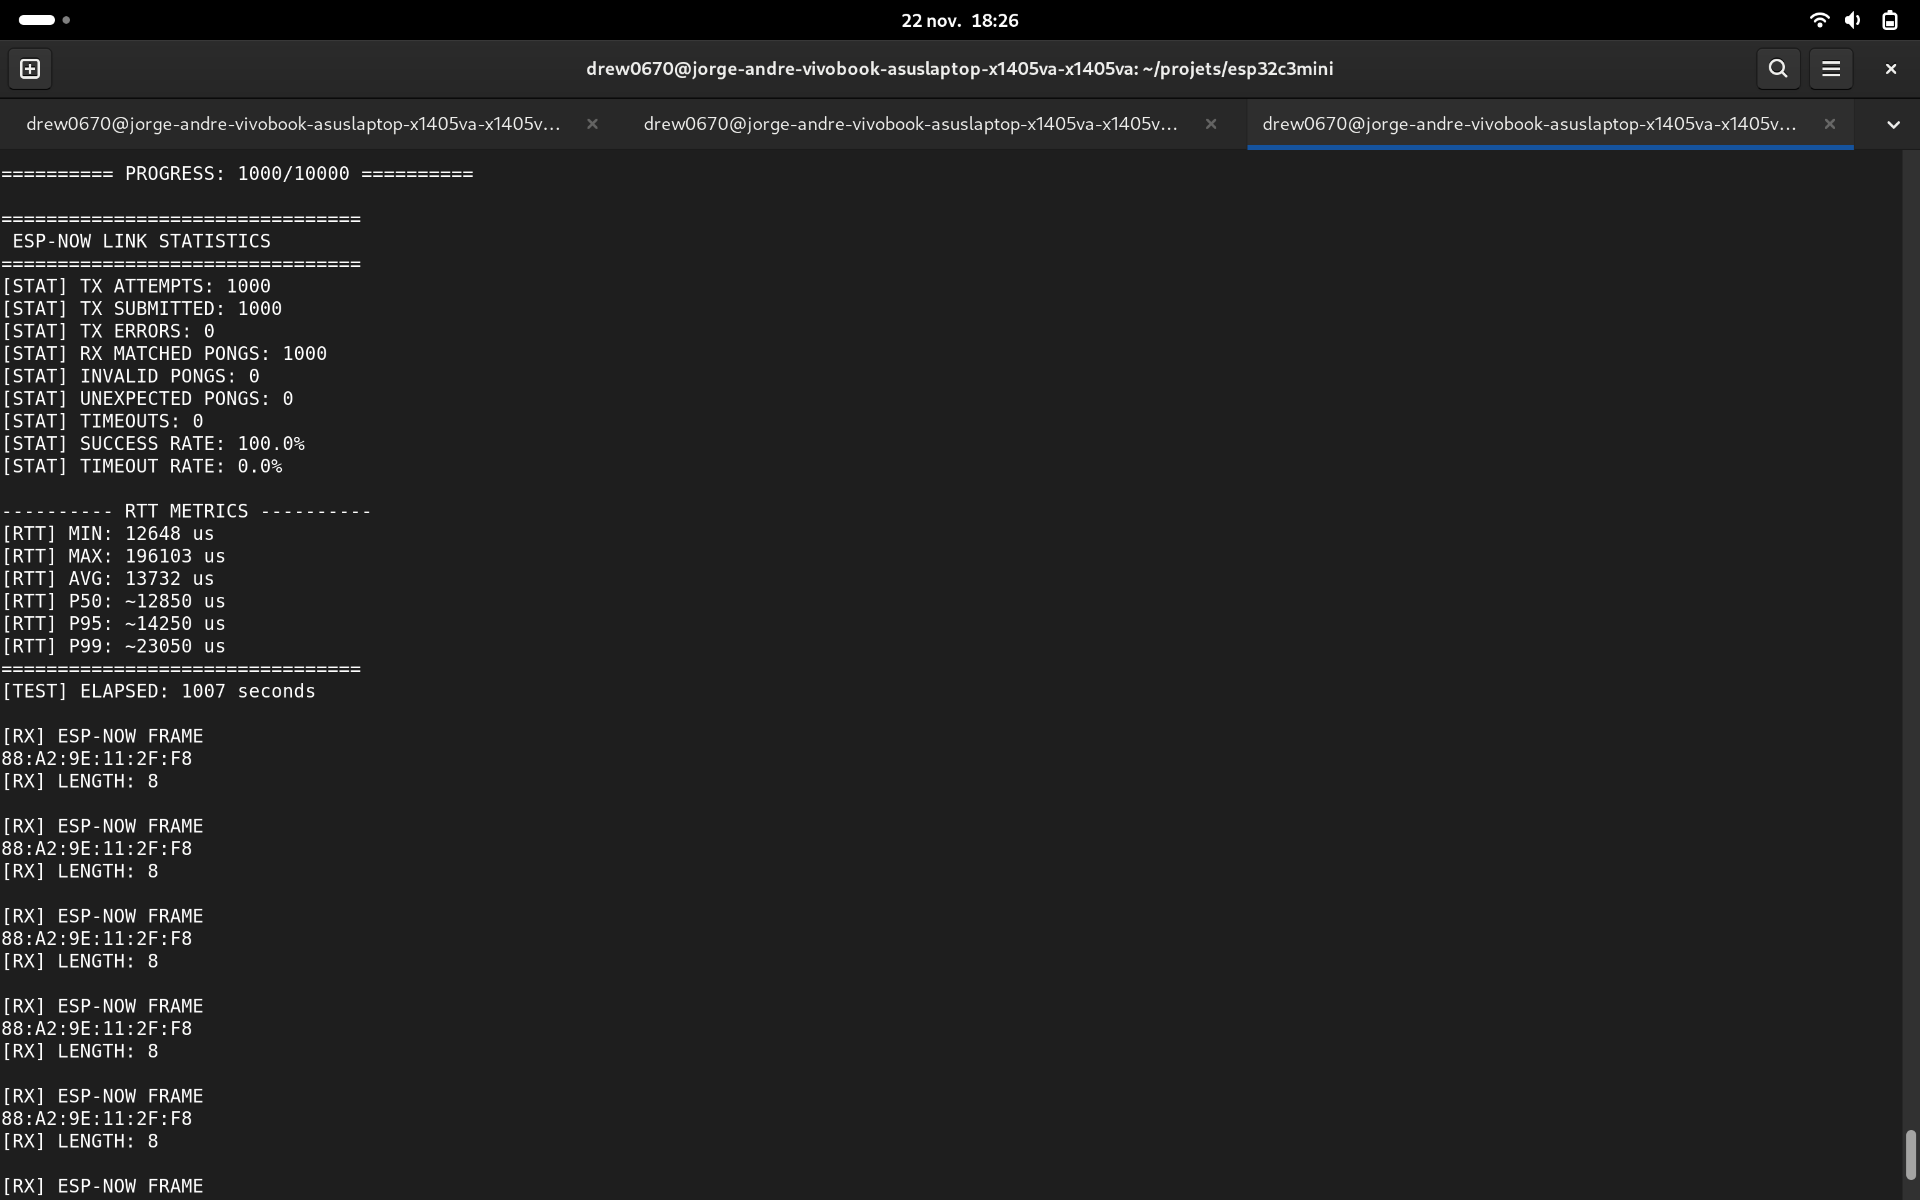 22 nov. 18:26
drew0670@jorge-andre-vivobook-asuslaptop-x1405va-x1405va: ~/projets/esp32c3mini
drew0670@jorge-andre-vivobook-asuslaptop-x1405va-x1405v... drew0670@jorge-andre-vivobook-asuslaptop-x1405va-x1405v... drew0670@jorge-andre-vivobook-asuslaptop-x1405va-x1405v...
========== PROGRESS: 1000/10000 ==========
================================
 ESP-NOW LINK STATISTICS
================================
[STAT] TX ATTEMPTS: 1000
[STAT] TX SUBMITTED: 1000
[STAT] TX ERRORS: 0
[STAT] RX MATCHED PONGS: 1000
[STAT] INVALID PONGS: 0
[STAT] UNEXPECTED PONGS: 0
[STAT] TIMEOUTS: 0
[STAT] SUCCESS RATE: 100.0%
[STAT] TIMEOUT RATE: 0.0%
---------- RTT METRICS ----------
[RTT] MIN: 12648 us
[RTT] MAX: 196103 us
[RTT] AVG: 13732 us
[RTT] P50: ~12850 us
[RTT] P95: ~14250 us
[RTT] P99: ~23050 us
================================
[TEST] ELAPSED: 1007 seconds
[RX] ESP-NOW FRAME
88:A2:9E:11:2F:F8
[RX] LENGTH: 8
[RX] ESP-NOW FRAME
88:A2:9E:11:2F:F8
[RX] LENGTH: 8
[RX] ESP-NOW FRAME
88:A2:9E:11:2F:F8
[RX] LENGTH: 8
[RX] ESP-NOW FRAME
88:A2:9E:11:2F:F8
[RX] LENGTH: 8
[RX] ESP-NOW FRAME
88:A2:9E:11:2F:F8
[RX] LENGTH: 8
[RX] ESP-NOW FRAME